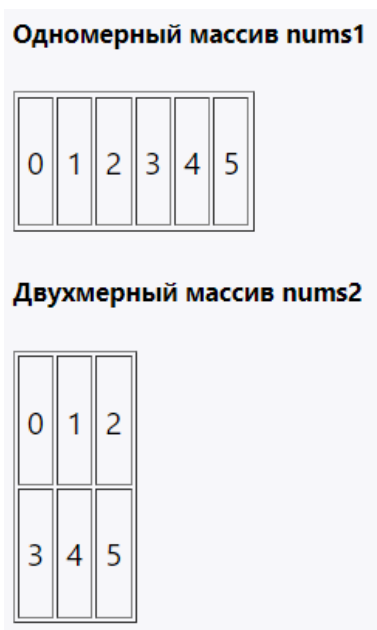 Одномерный массив nums1
0 1 2 3 4 5
Двухмерный массив nums2
0 1 2
3 4 5